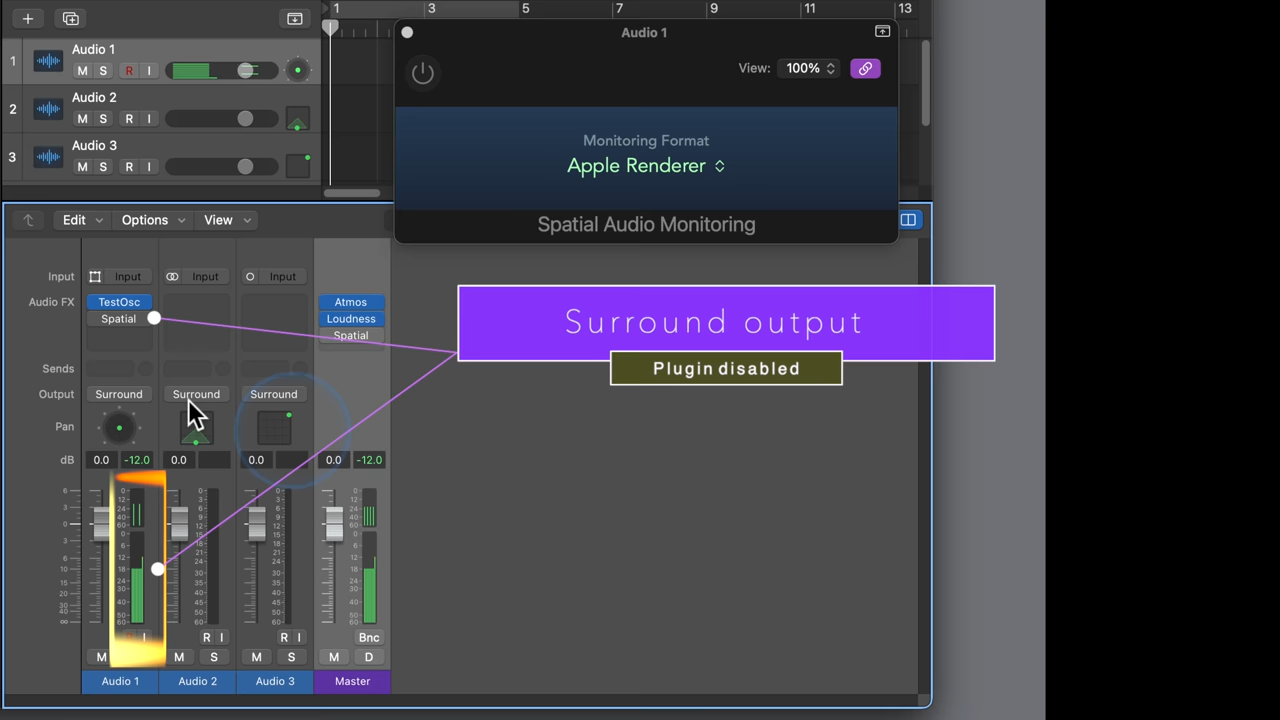 1 3 5 7 9 11 13
1 Audio 1
M S R I
2 Audio 2
M S R I
3 Audio 3
M S R I
Audio 1
View: 100%
Monitoring Format
Apple Renderer
Spatial Audio Monitoring
Edit Options View
Input Input Input Input
Audio FX TestOsc Atmos
Spatial Loudness
Spatial
Surround output
Plugin disabled
Sends
Output Surround Surround Surround
Pan
dB 0.0 -12.0 0.0 0.0 0.0 -12.0
R I R I Bnc
M M S M S M D
Audio 1 Audio 2 Audio 3 Master